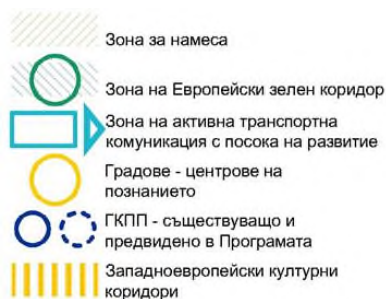 Зона за намеса
Зона на Европейски зелен коридор
Зона на активна транспортна
комуникация с посока на развитие
Градове - центрове на
познанието
ГКПП - съществуващо и
предвидено в Програмата
Западноевропейски културни
коридори